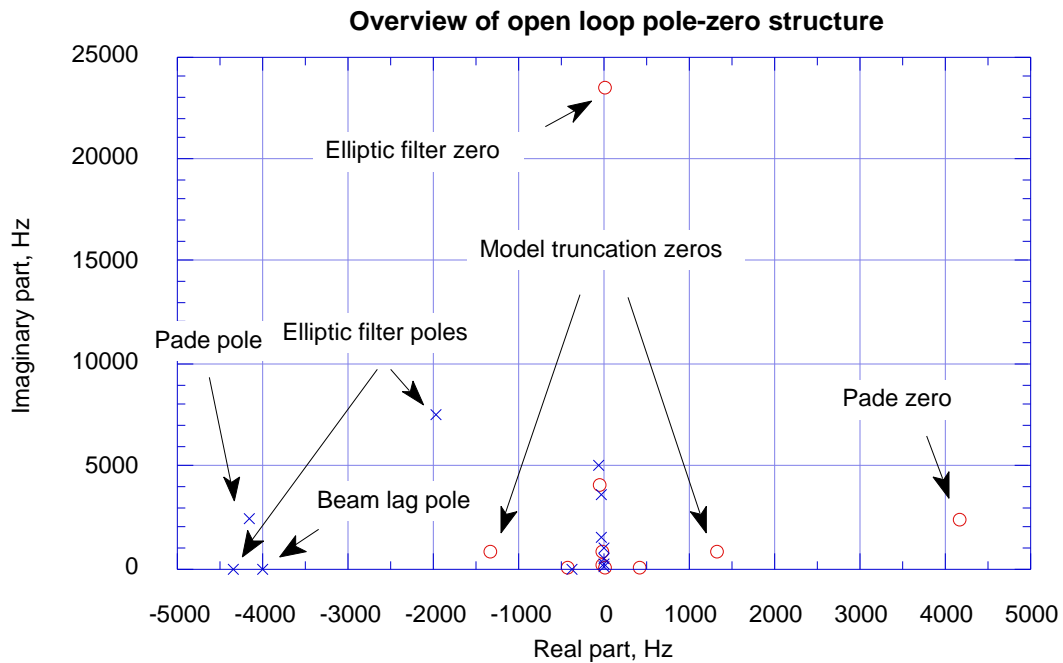 Overview of open loop pole-zero structure
25000
20000
15000
10000
5000
0
Imaginary part, Hz
Elliptic filter zero
Model truncation zeros
Pade pole
Elliptic filter poles
Pade zero
Beam lag pole
-5000 -4000 -3000 -2000 -1000 0 1000 2000 3000 4000 5000
Real part, Hz